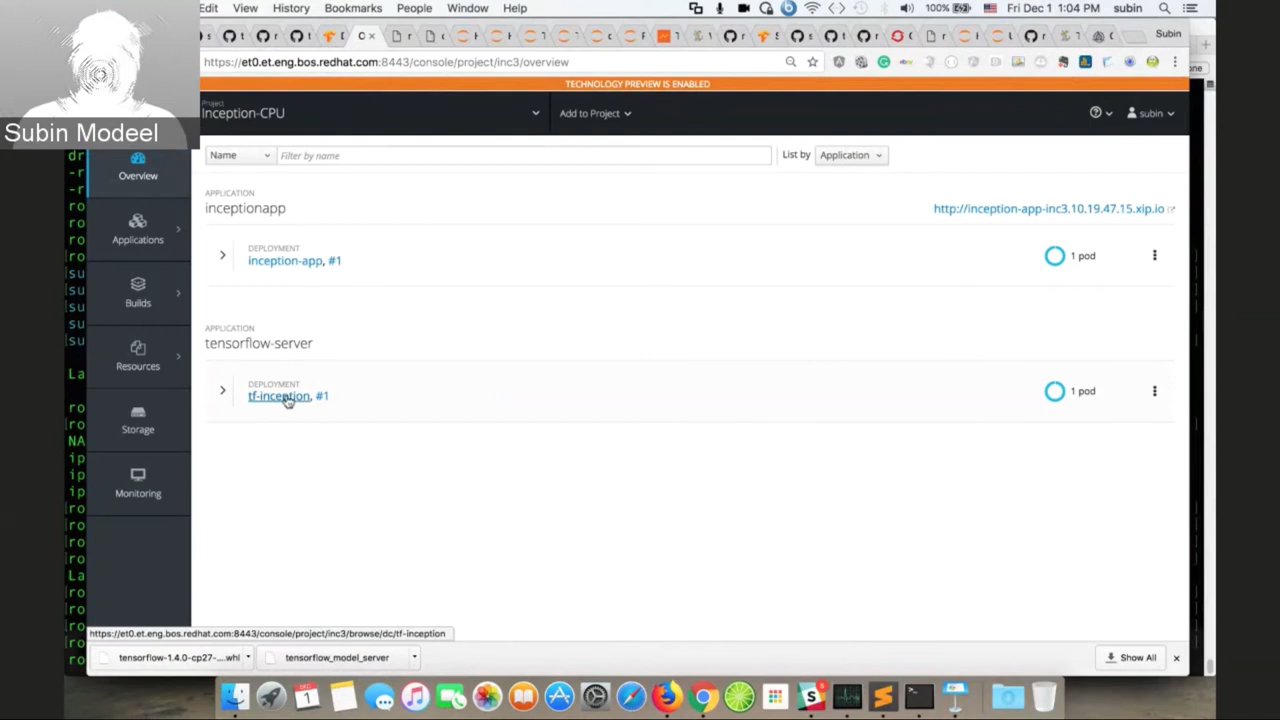 Edit View History Bookmarks People Window Help 100% Fri Dec 1 1:04 PM subin
Subin
https://et0.et.eng.bos.redhat.com:8443/console/project/inc3/overview
TECHNOLOGY PREVIEW IS ENABLED
Project
Inception-CPU Add to Project subin
Subin Modeel
Name Filter by name List by Application
Overview
APPLICATION
inceptionapp http://inception-app-inc3.10.19.47.15.xip.io
Applications
DEPLOYMENT
inception-app, #1 1 pod
Builds
APPLICATION
tensorflow-server
Resources
DEPLOYMENT
tf-inception, #1 1 pod
Storage
Monitoring
https://et0.et.eng.bos.redhat.com:8443/console/project/inc3/browse/dc/tf-inception
tensorflow-1.4.0-cp27-....whl tensorflow_model_server Show All